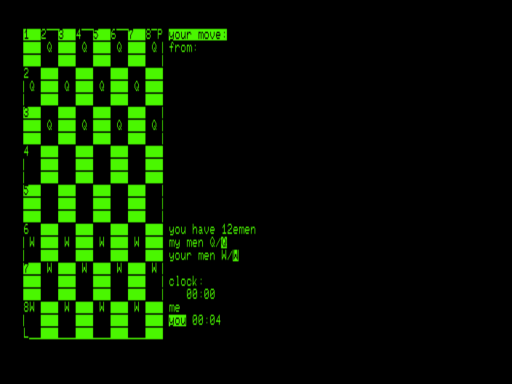 1 2 3 4 5 6 7 8 P your move:
Q Q Q Q from:
2
Q Q Q Q
3
Q Q Q Q
4
5
6 you have 12emen
W W W W my men Q/Q
your men W/W
7 W W W W
clock:
00:00
8W W W W me
you 00:04